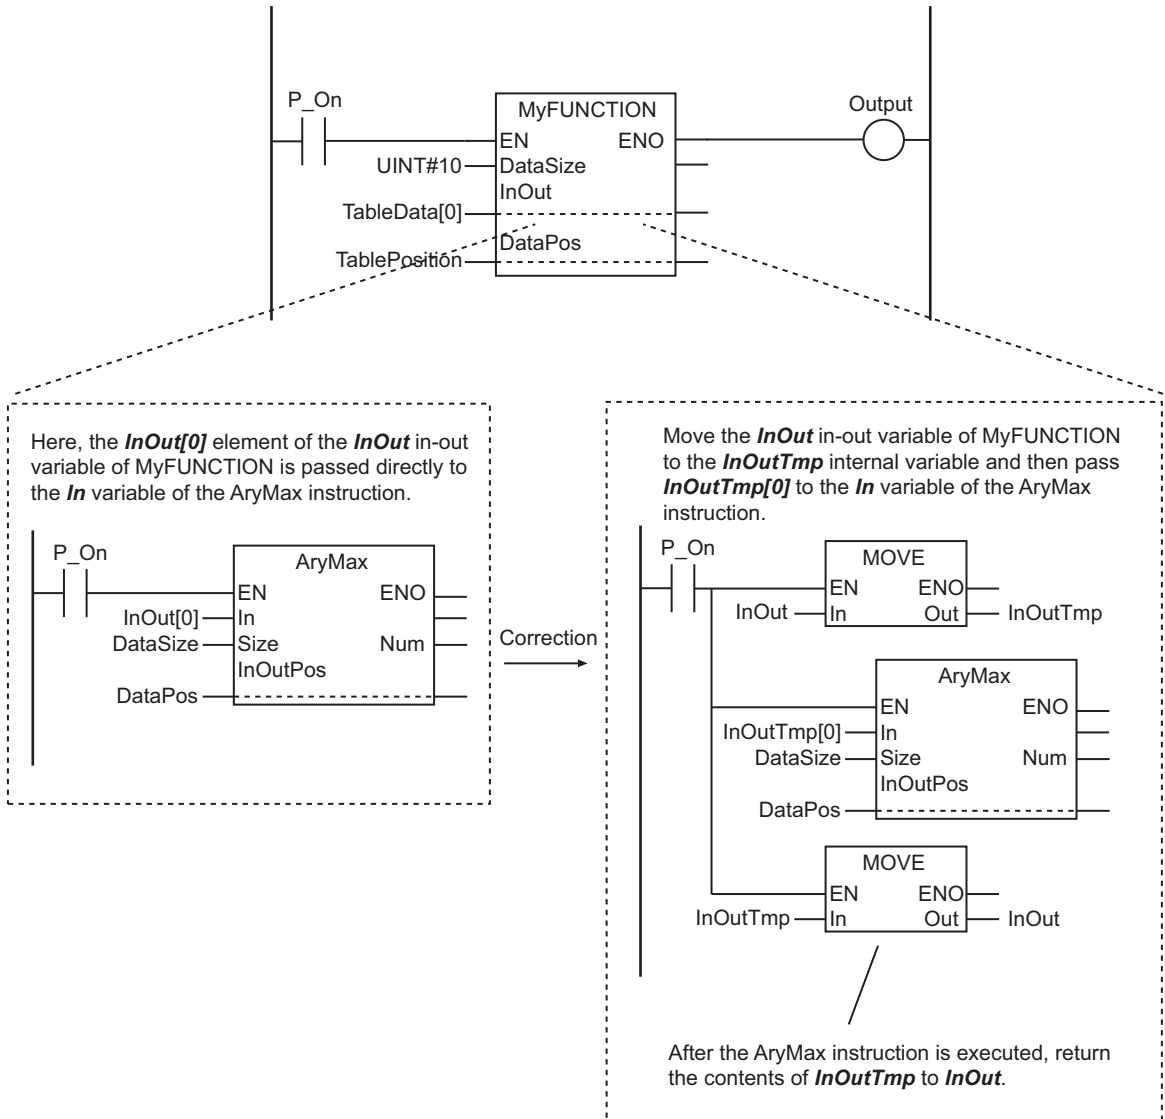 P_On
MyFUNCTION
Output
EN ENO
UINT#10 DataSize
InOut
TableData[0]
DataPos
TablePosition
Here, the InOut[0] element of the InOut in-out
variable of MyFUNCTION is passed directly to
the In variable of the AryMax instruction.
P_On
AryMax
EN ENO
InOut[0] In
DataSize Size Num
InOutPos
DataPos
Correction
Move the InOut in-out variable of MyFUNCTION
to the InOutTmp internal variable and then pass
InOutTmp[0] to the In variable of the AryMax
instruction.
P_On
MOVE
EN ENO
InOut In Out InOutTmp
AryMax
EN ENO
InOutTmp[0] In
DataSize Size Num
InOutPos
DataPos
MOVE
EN ENO
InOutTmp In Out InOut
After the AryMax instruction is executed, return
the contents of InOutTmp to InOut.